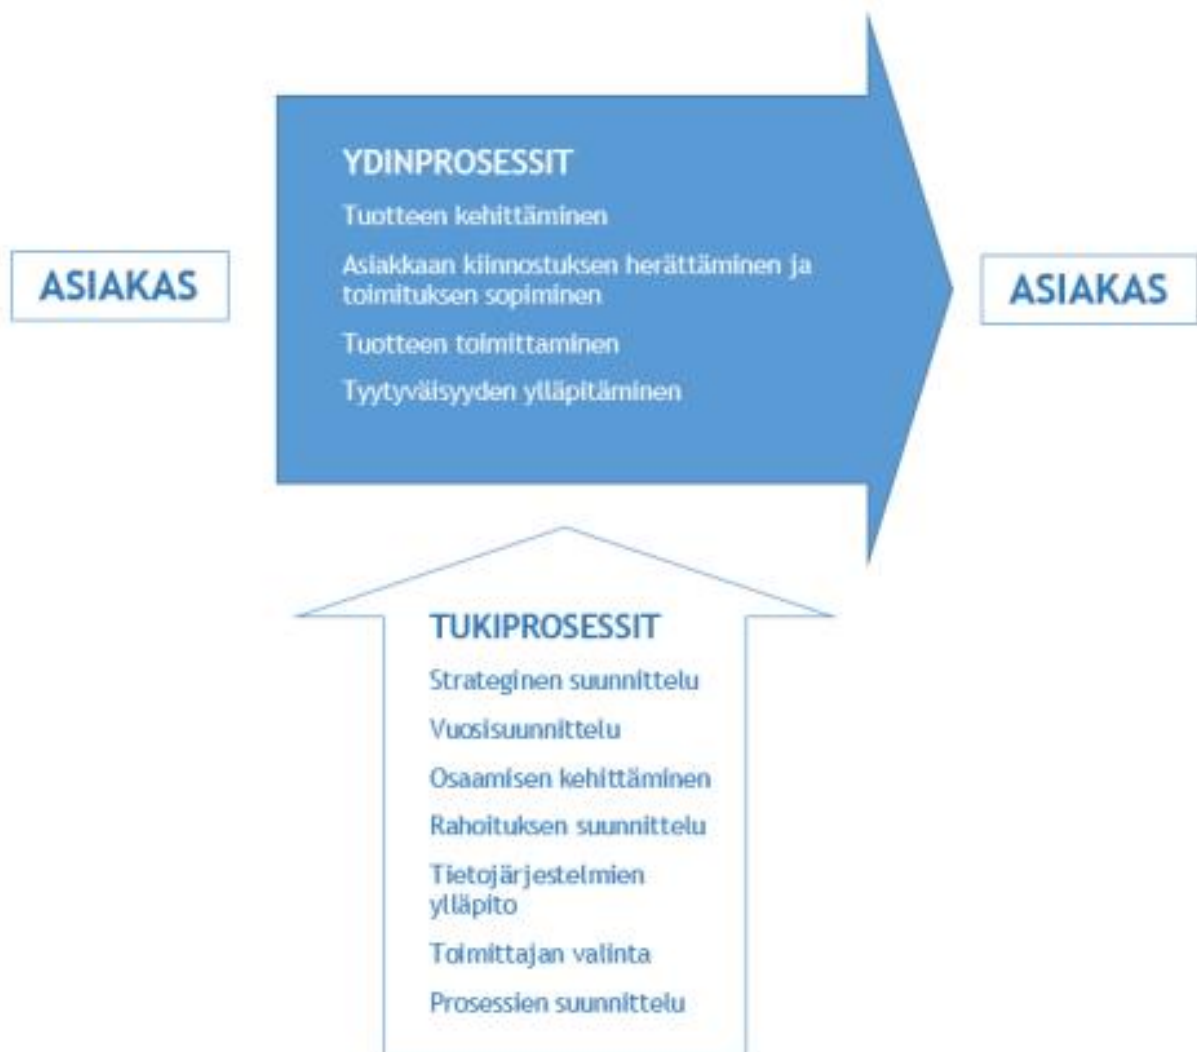 YDINPROSESSIT
Tuotteen kehittäminen
Asiakkaan kiinnostuksen herättäminen ja
toimituksen sopiminen
Tuotteen toimittaminen
Tyytyväisyyden ylläpitäminen
ASIAKAS
ASIAKAS
TUKIPROSESSIT
Strateginen suunnittelu
Vuosisuunnittelu
Osaamisen kehittäminen
Rahoituksen suunnittelu
Tietojärjestelmien
ylläpito
Toimittajan valinta
Prosessien suunnittelu